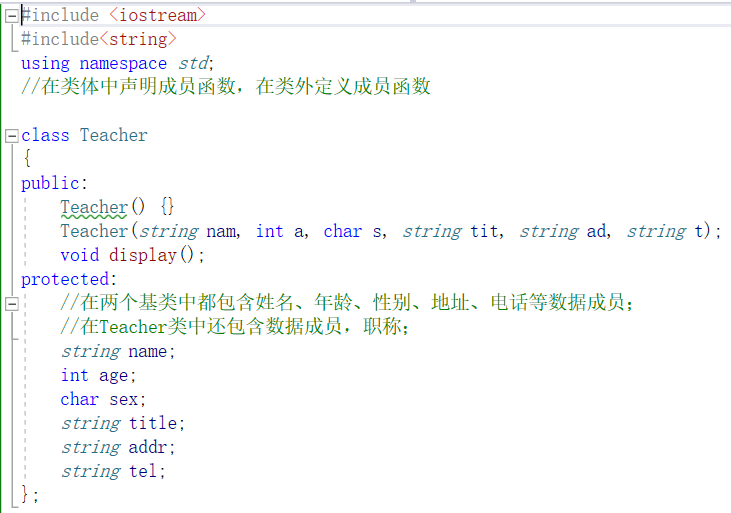 #include <iostream>
#include<string>
using namespace std;
//在类体中声明成员函数，在类外定义成员函数
class Teacher
{
public:
Teacher() {}
Teacher(string nam, int a, char s, string tit, string ad, string t);
void display();
protected:
//在两个基类中都包含姓名、年龄、性别、地址、电话等数据成员；
//在Teacher类中还包含数据成员，职称；
string name;
int age;
char sex;
string title;
string addr;
string tel;
};